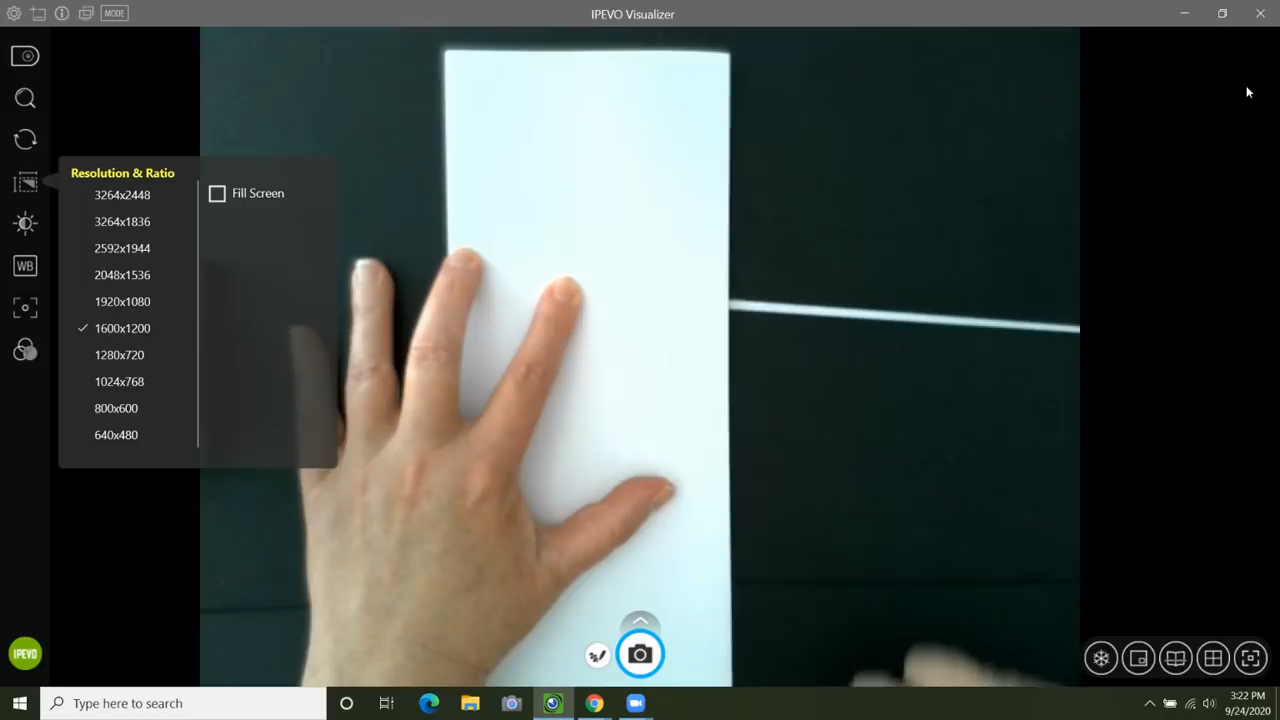 MODE
IPEVO Visualizer
Resolution & Ratio
3264x2448
Fill Screen
3264x1836
2592x1944
2048x1536
1920x1080
1600x1200
1280x720
1024x768
800x600
640x480
WB
IPEVO
Type here to search
3:22 PM
9/24/2020